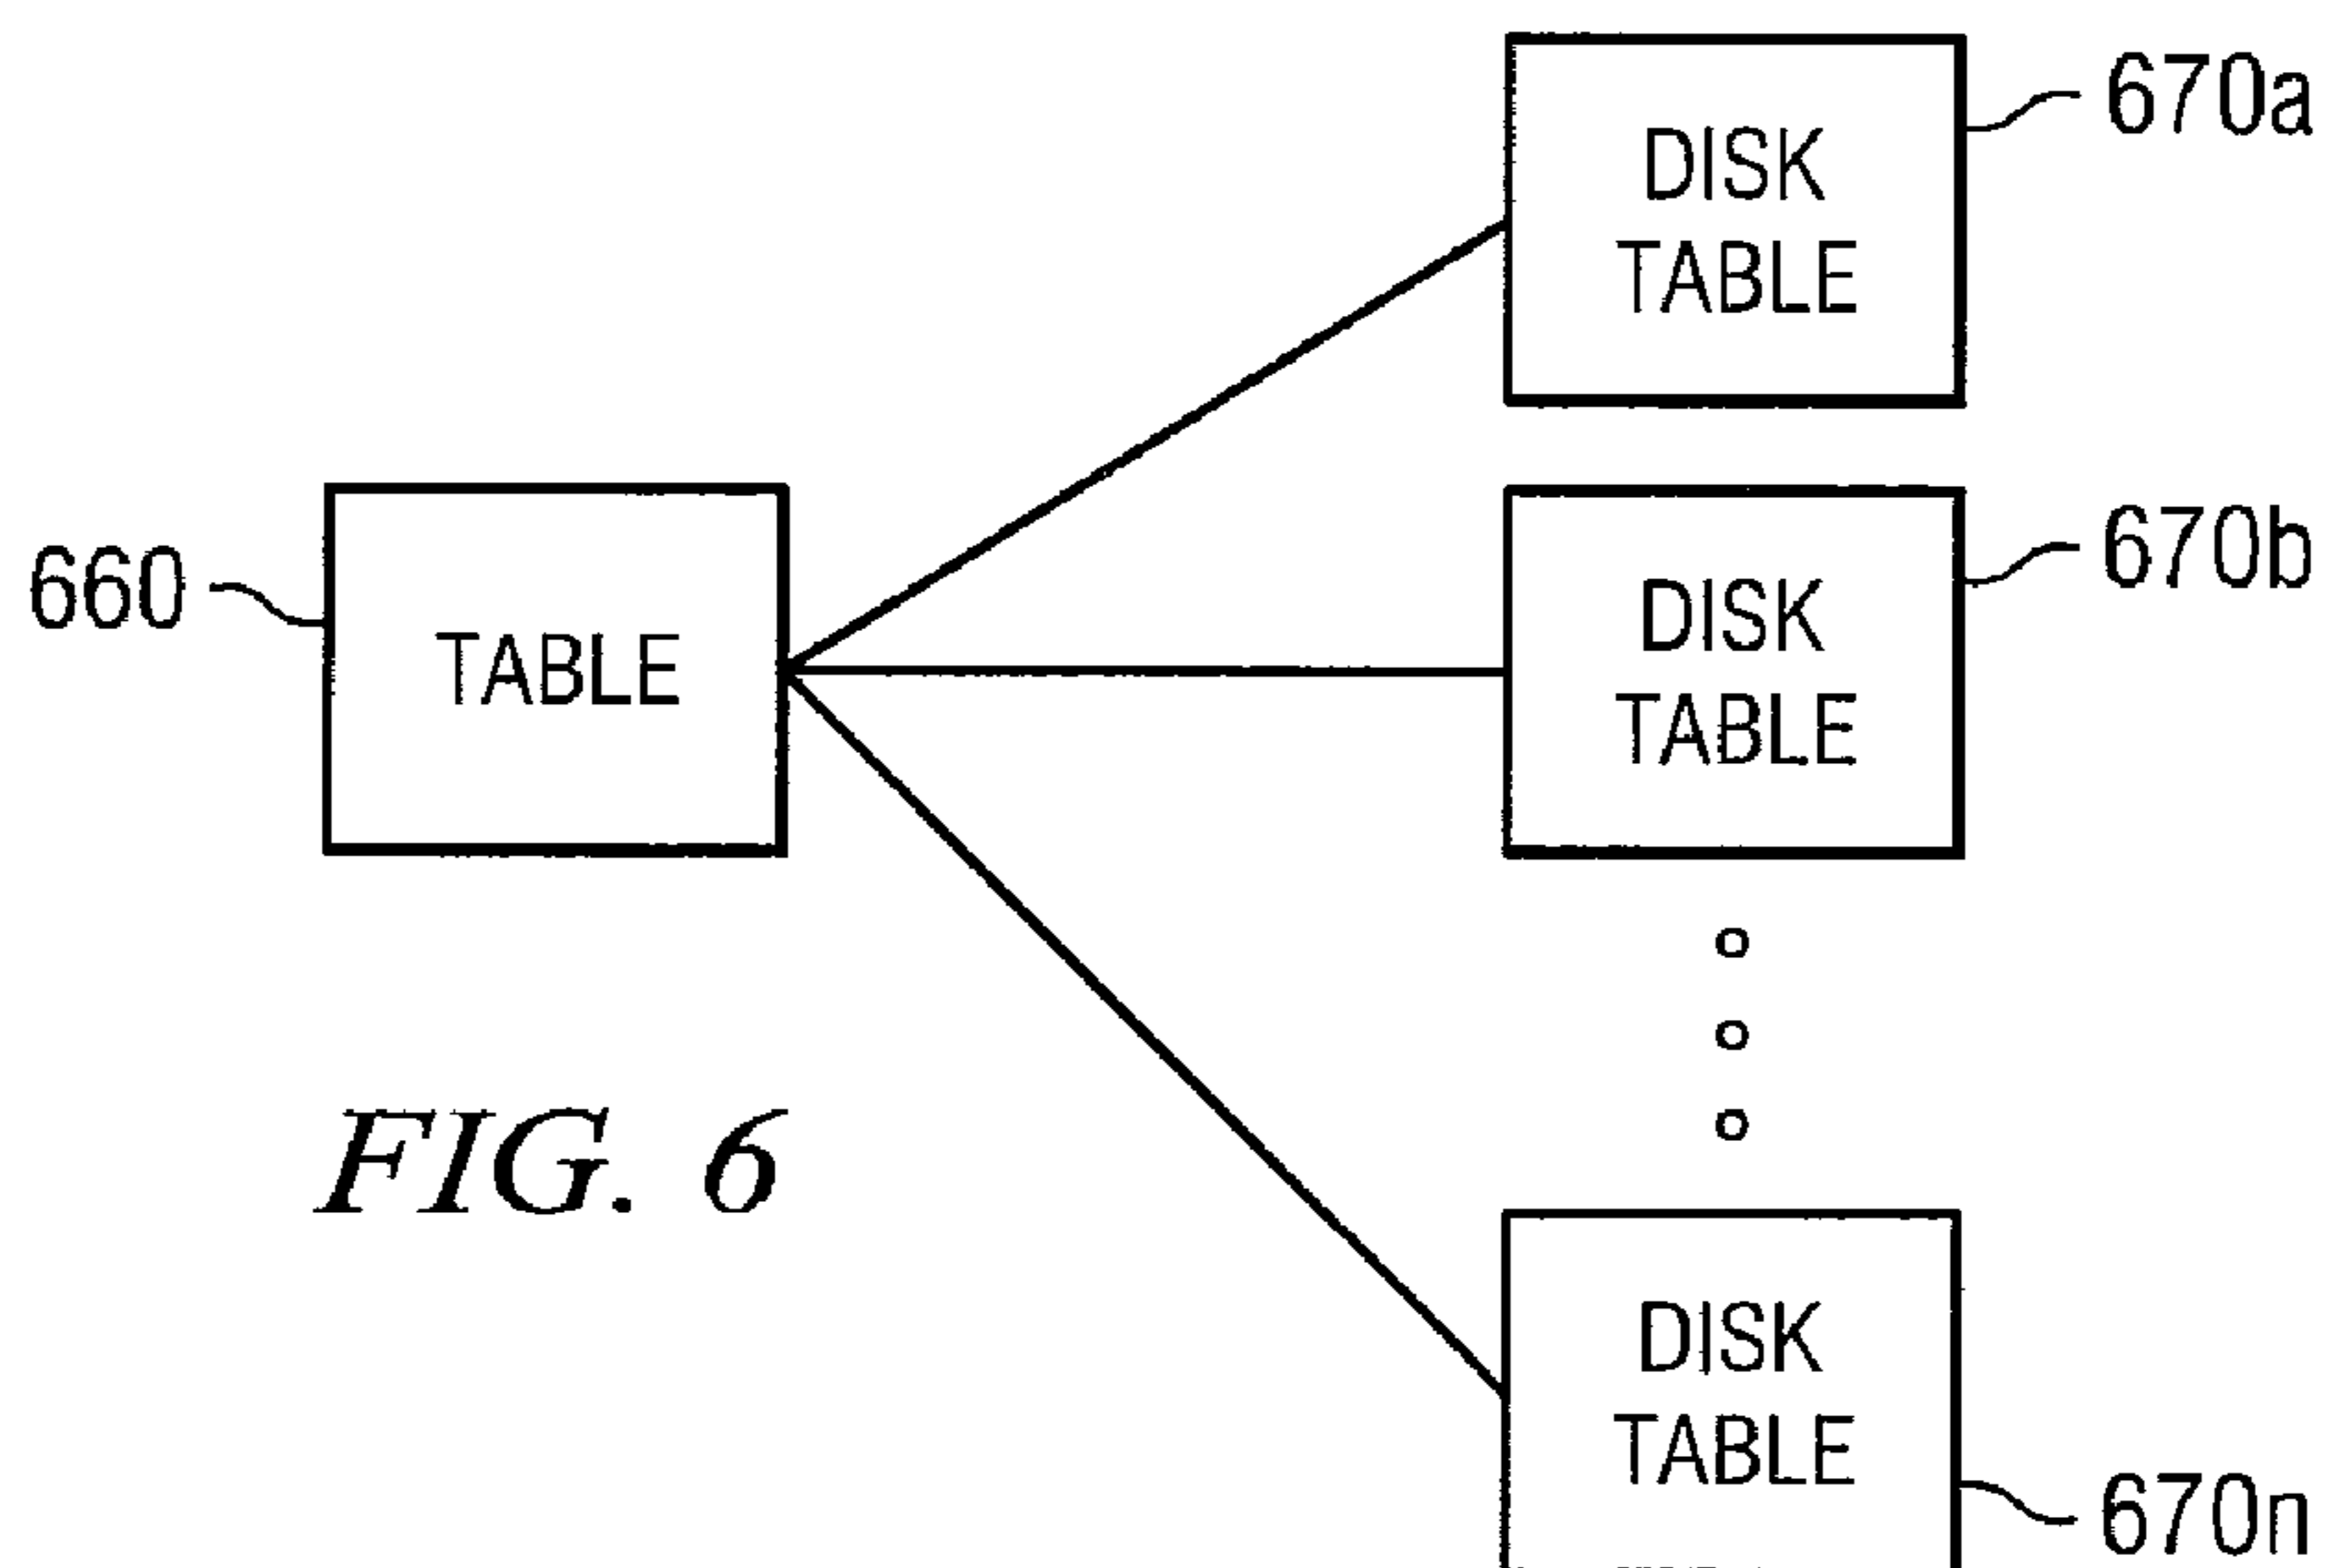 670a
DISK
TABLE
670b
660
TABLE
DISK
TABLE
FIG. 6
DISK
TABLE
670n